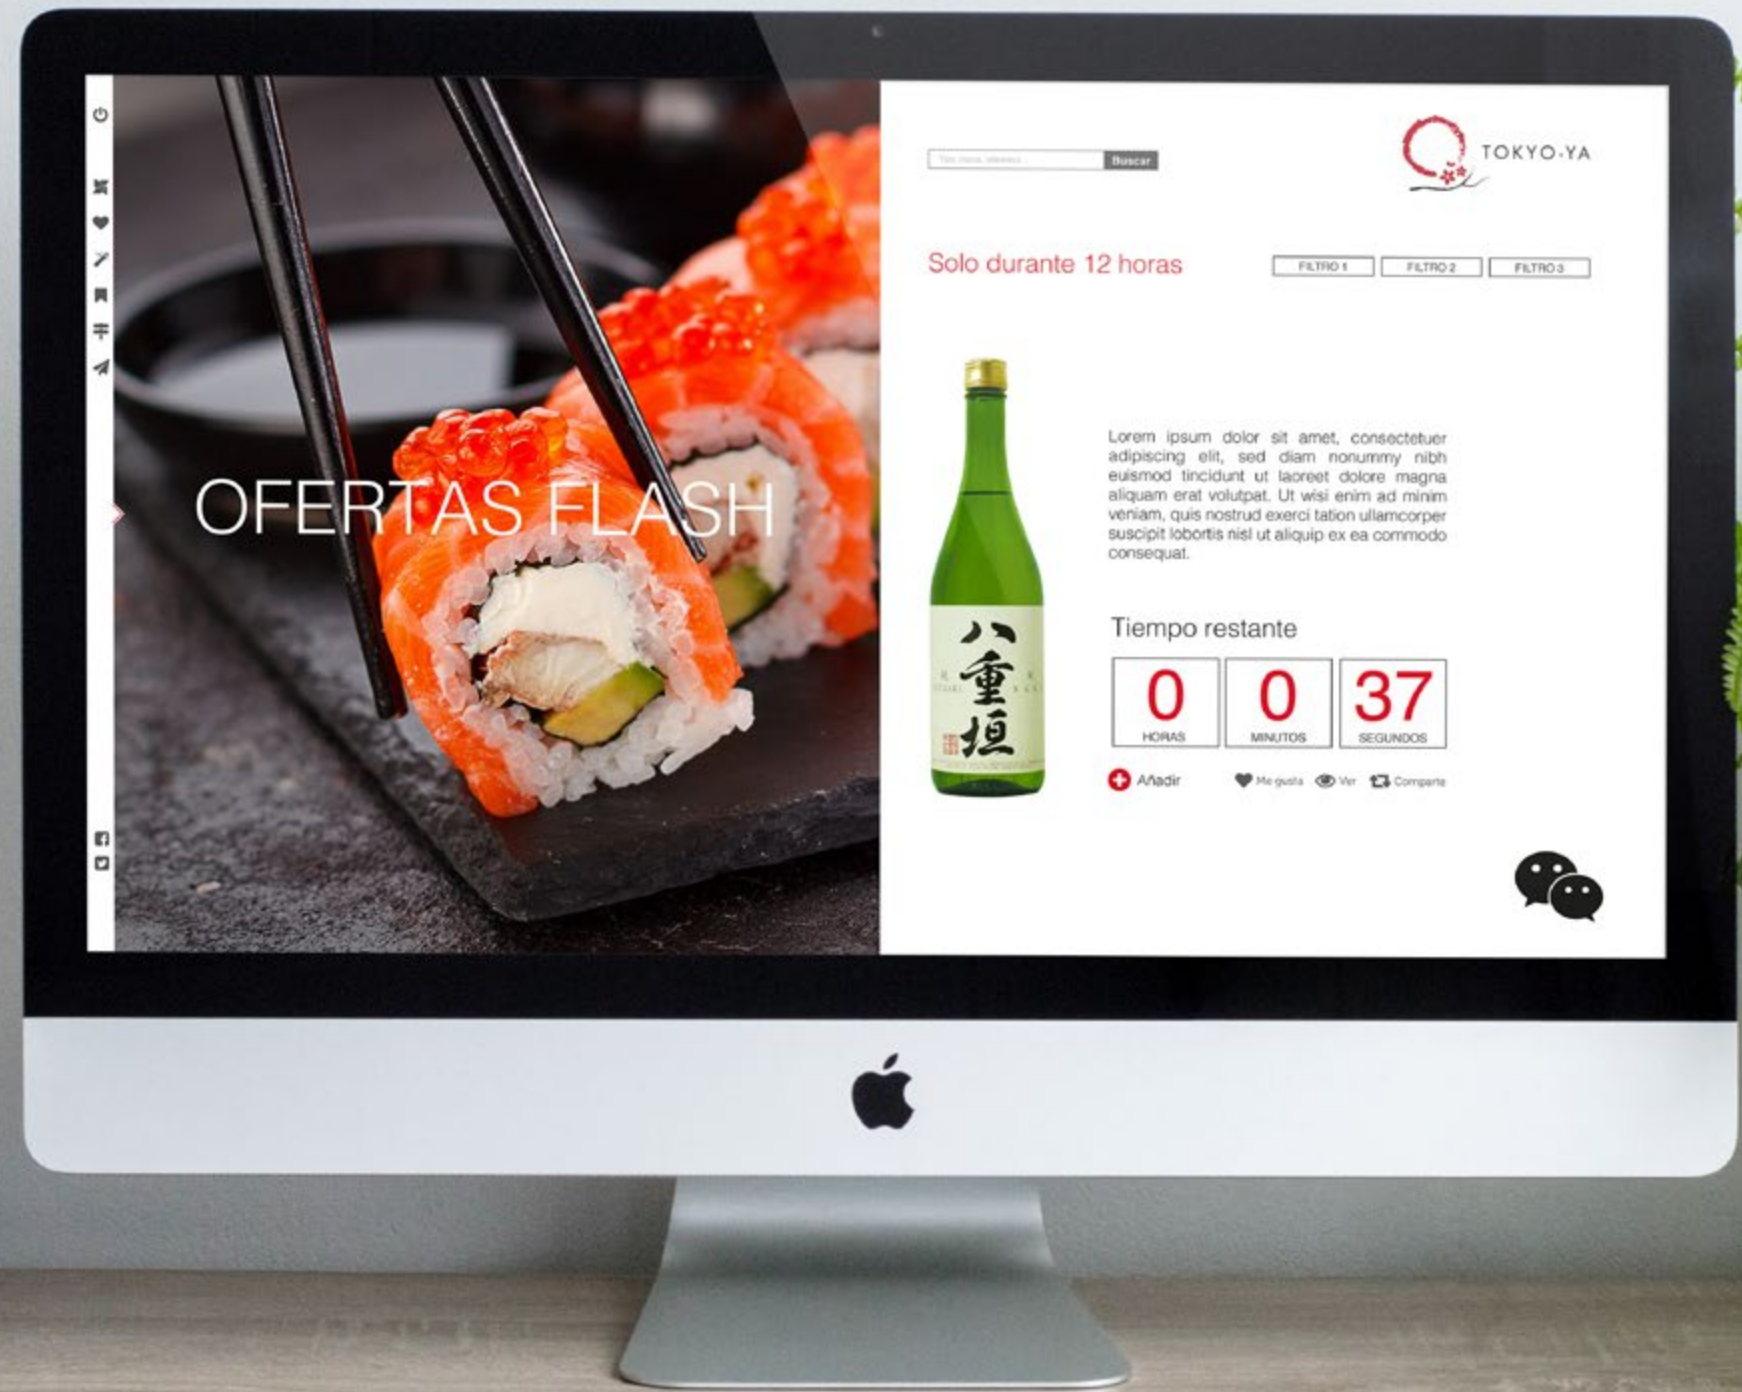 Buscar
TOKYO-YA
Solo durante 12 horas
FILTRO 1
FILTRO 2
FILTRO 3
OFERTAS FLASH
Lorem ipsum dolor sit amet, consectetuer
adipiscing elit, sed diam nonummy nibh
euismod tincidunt ut laoreet dolore magna
aliquam erat volutpat. Ut wisi enim ad minim
veniam, quis nostrud exerci tation ullamcorper
suscipit lobortis nisl ut aliquip ex ea commodo
consequat.
八重垣
Tiempo restante
0 0 37
HORAS MINUTOS SEGUNDOS
Añadir Me gusta Ver Comparte